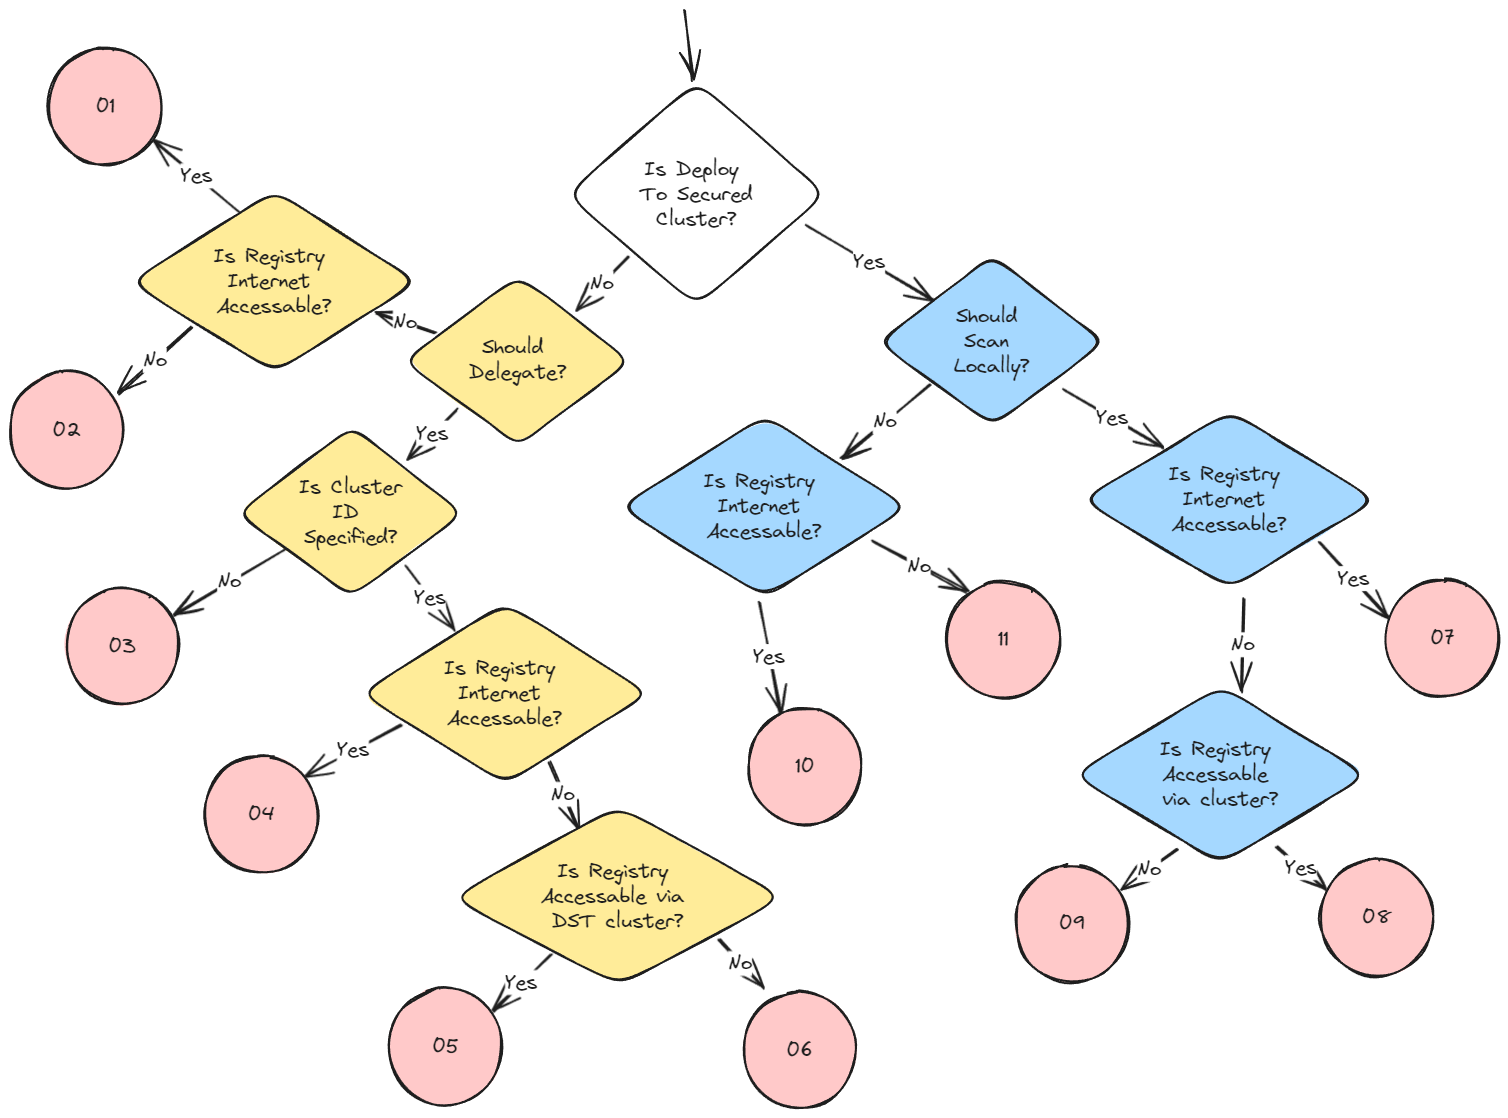 Is Deploy
To Secured
Cluster?
01
Yes
Is Registry
Internet
Accessable?
No
02
No
Should
Delegate?
No
Yes
Is Cluster
ID
Specified?
No
03
Yes
Is Registry
Internet
Accessable?
Yes
04
No
Is Registry
Accessable via
DST cluster?
Yes
05
No
06
Yes
Should
Scan
Locally?
No
Is Registry
Internet
Accessable?
No
11
Yes
10
Yes
Is Registry
Internet
Accessable?
Yes
07
No
Is Registry
Accessable
via cluster?
No
09
Yes
08